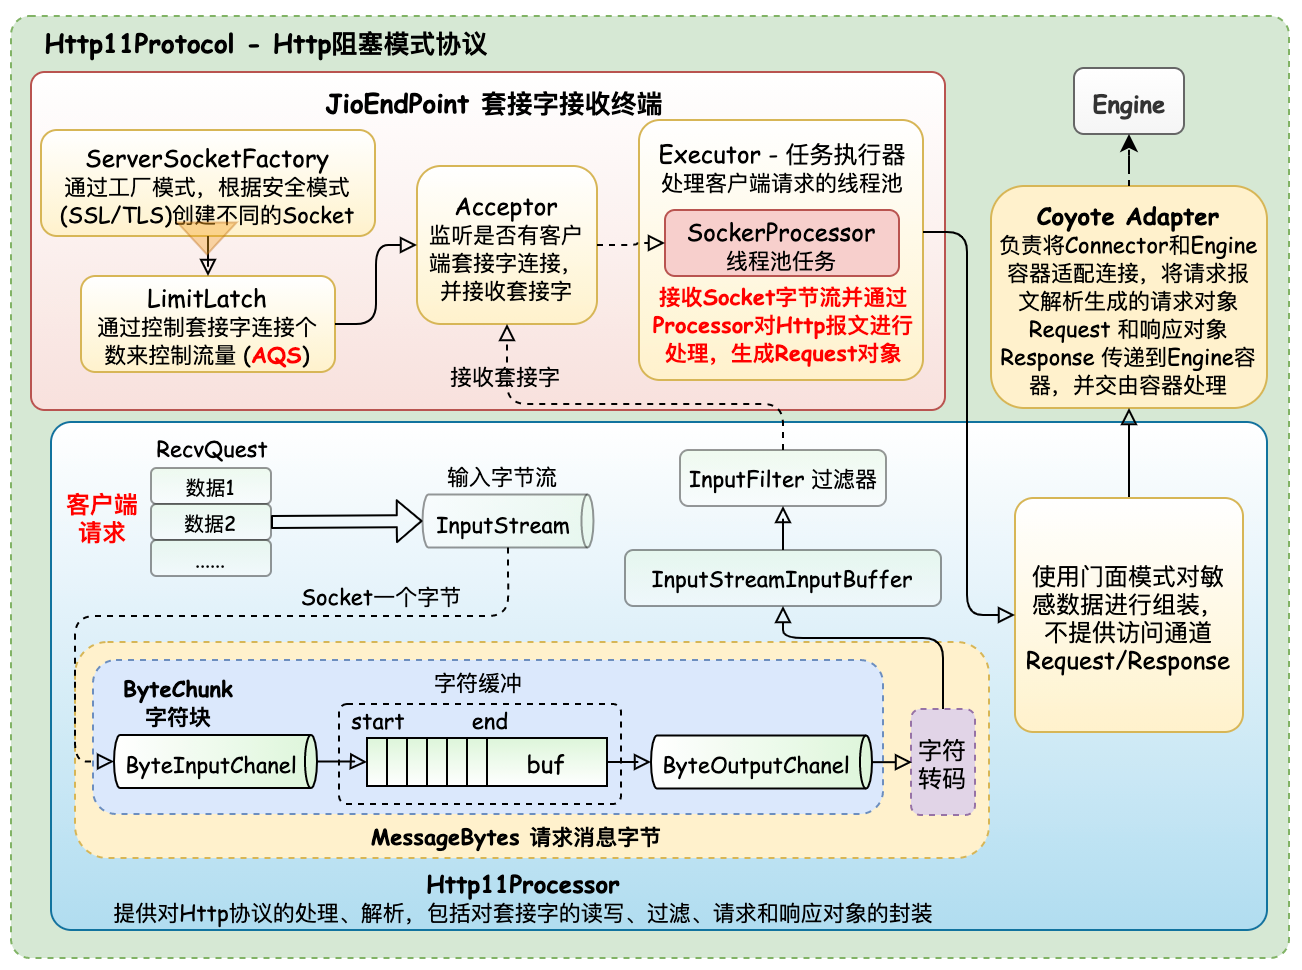 Http11Protocol - Http阻塞模式协议
JioEndPoint 套接字接收终端
ServerSocketFactory
通过工厂模式，根据安全模式
(SSL/TLS)创建不同的Socket
LimitLatch
通过控制套接字连接个
数来控制流量 (AQS)
Acceptor
监听是否有客户
端套接字连接，
并接收套接字
接收套接字
Executor - 任务执行器
处理客户端请求的线程池
SockerProcessor
线程池任务
接收Socket字节流并通过
Processor对Http报文进行
处理，生成Request对象
Engine
Coyote Adapter
负责将Connector和Engine
容器适配连接，将请求报
文解析生成的请求对象
Request 和响应对象
Response 传递到Engine容
器，并交由容器处理
RecvQuest
客户端
请求
数据1
数据2
......
输入字节流
InputStream
Socket一个字节
InputFilter 过滤器
InputStreamInputBuffer
使用门面模式对敏
感数据进行组装，
不提供访问通道
Request/Response
ByteChunk
字符块
ByteInputChanel
字符缓冲
start
end
buf
ByteOutputChanel
字符
转码
MessageBytes 请求消息字节
Http11Processor
提供对Http协议的处理、解析，包括对套接字的读写、过滤、请求和响应对象的封装